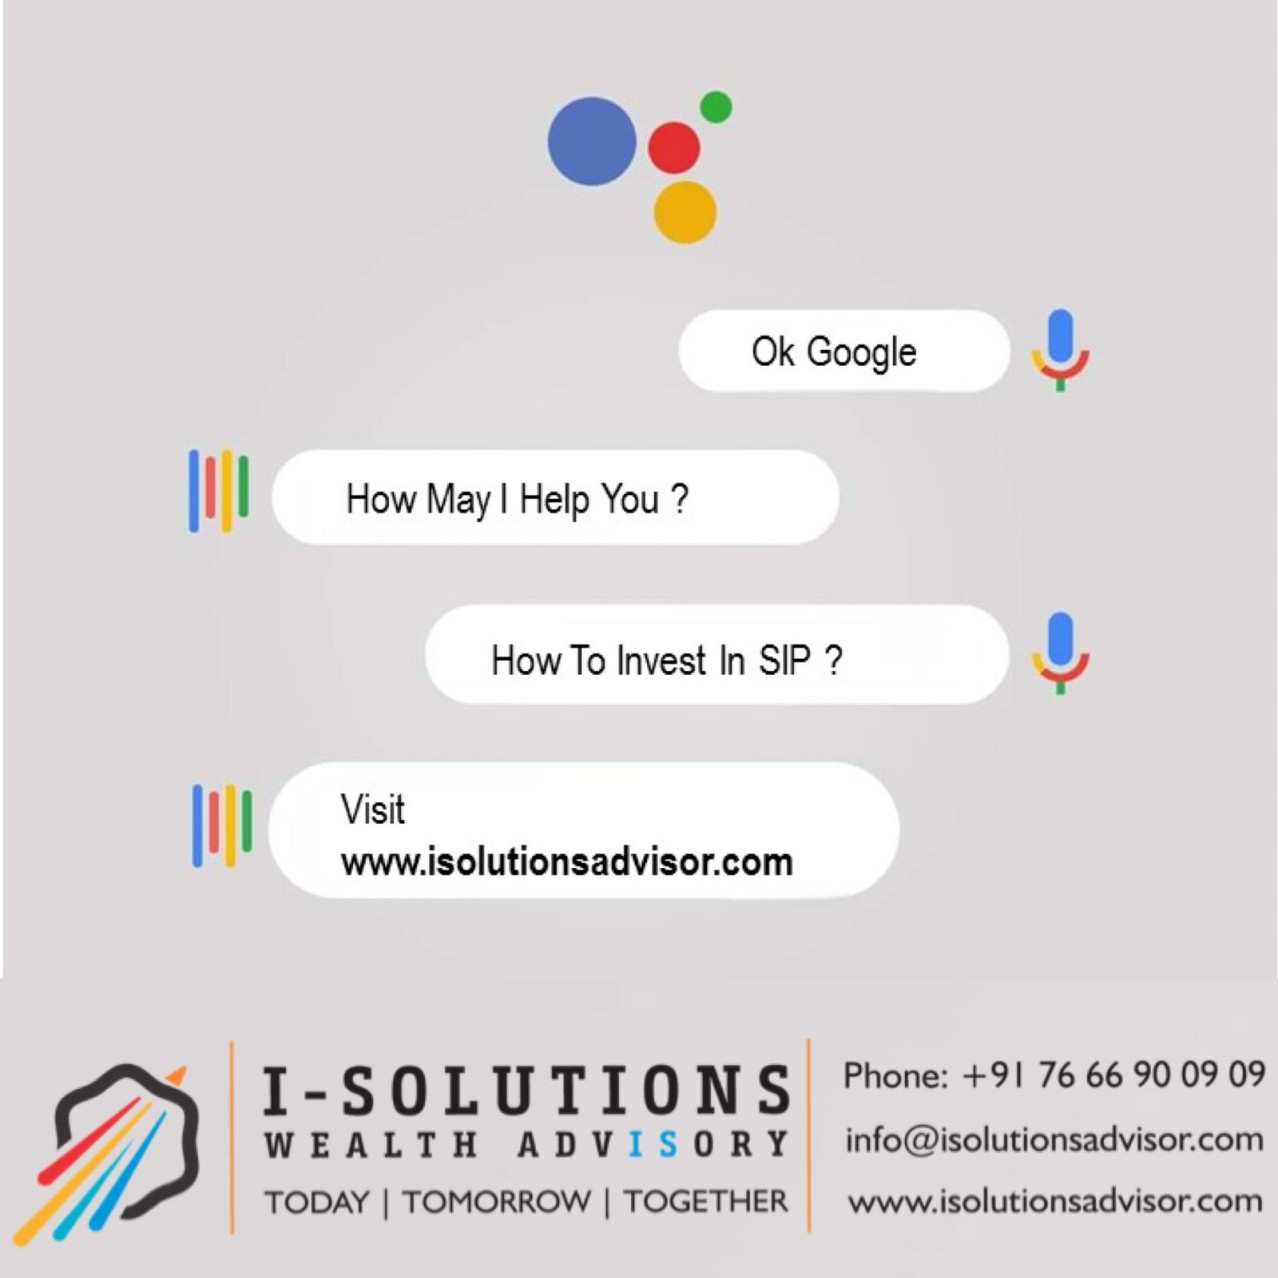 Ok Google
How May I Help You ?
How To Invest In SIP ?
Visit
www.isolutionsadvisor.com
I-SOLUTIONS
WEALTH ADVISORY
TODAY | TOMORROW | TOGETHER
Phone: +91 76 66 90 09 09
info@isolutionsadvisor.com
www.isolutionsadvisor.com